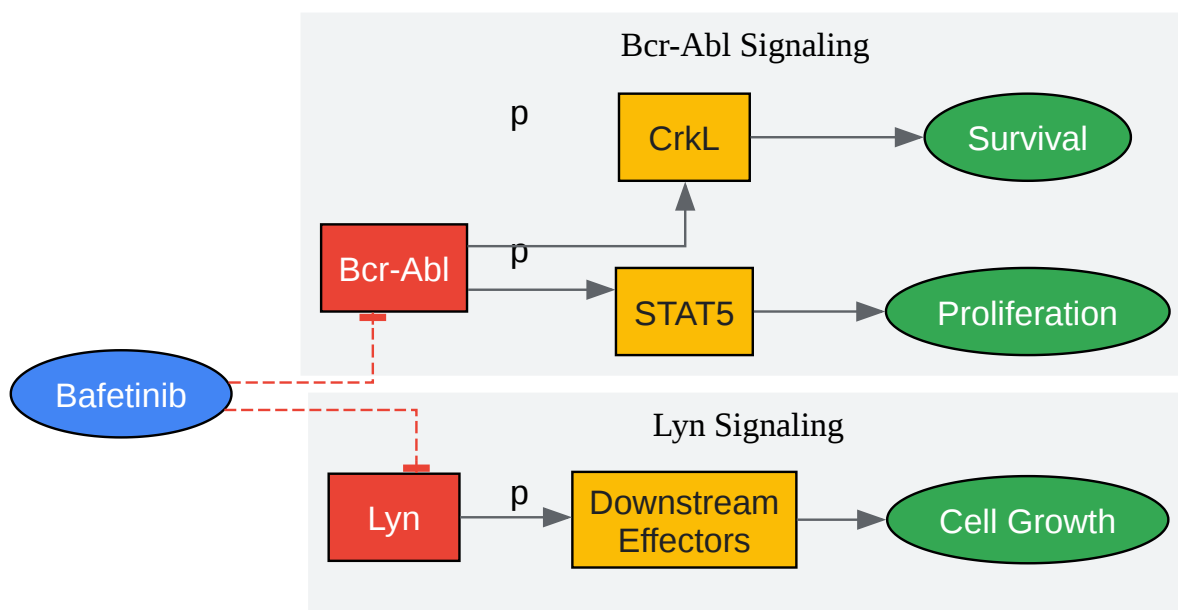 Bcr-Abl Signaling
p
CrkL
Survival
Bcr-Abl
p
STAT5
Proliferation
Bafetinib
Lyn Signaling
Lyn
p
Downstream
Effectors
Cell Growth